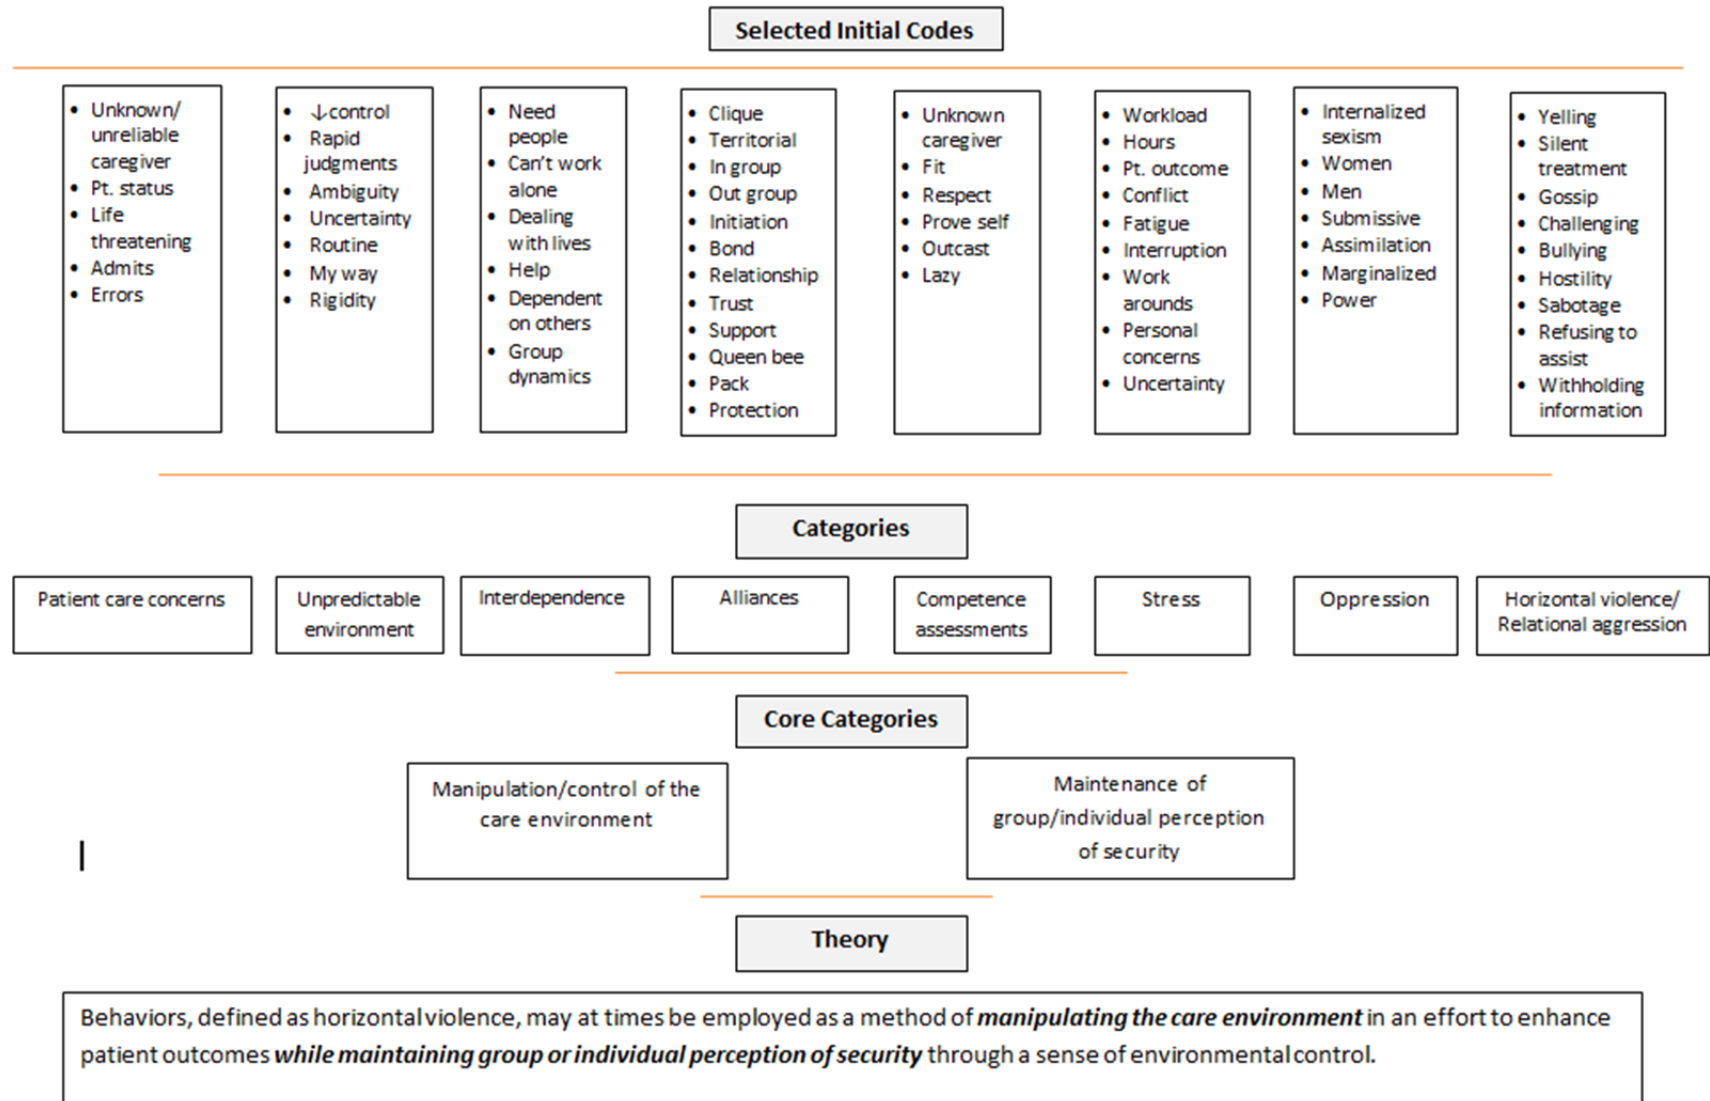 Selected Initial Codes
• Unknown/
unreliable
caregiver
• Pt. status
• Life
threatening
• Admits
• Errors
• ↓control
• Rapid
judgments
• Ambiguity
• Uncertainty
• Routine
• My way
• Rigidity
• Need
people
• Can't work
alone
• Dealing
with lives
• Help
• Dependent
on others
• Group
dynamics
• Clique
• Territorial
• In group
• Out group
• Initiation
• Bond
• Relationship
• Trust
• Support
• Queen bee
• Pack
• Protection
• Unknown
caregiver
• Fit
• Respect
• Prove self
• Outcast
• Lazy
• Workload
• Hours
• Pt. outcome
• Conflict
• Fatigue
• Interruption
• Work
arounds
• Personal
concerns
• Uncertainty
• Internalized
sexism
• Women
• Men
• Submissive
• Assimilation
• Marginalized
• Power
• Yelling
• Silent
treatment
• Gossip
• Challenging
• Bullying
• Hostility
• Sabotage
• Refusing to
assist
• Withholding
information
Categories
Patient care concerns
Unpredictable
environment
Interdependence
Alliances
Competence
assessments
Stress
Oppression
Horizontal violence/
Relational aggression
Core Categories
Manipulation/control of the
care environment
Maintenance of
group/individual perception
of security
Theory
Behaviors, defined as horizontal violence, may at times be employed as a method of manipulating the care environment in an effort to enhance
patient outcomes while maintaining group or individual perception of security through a sense of environmental control.